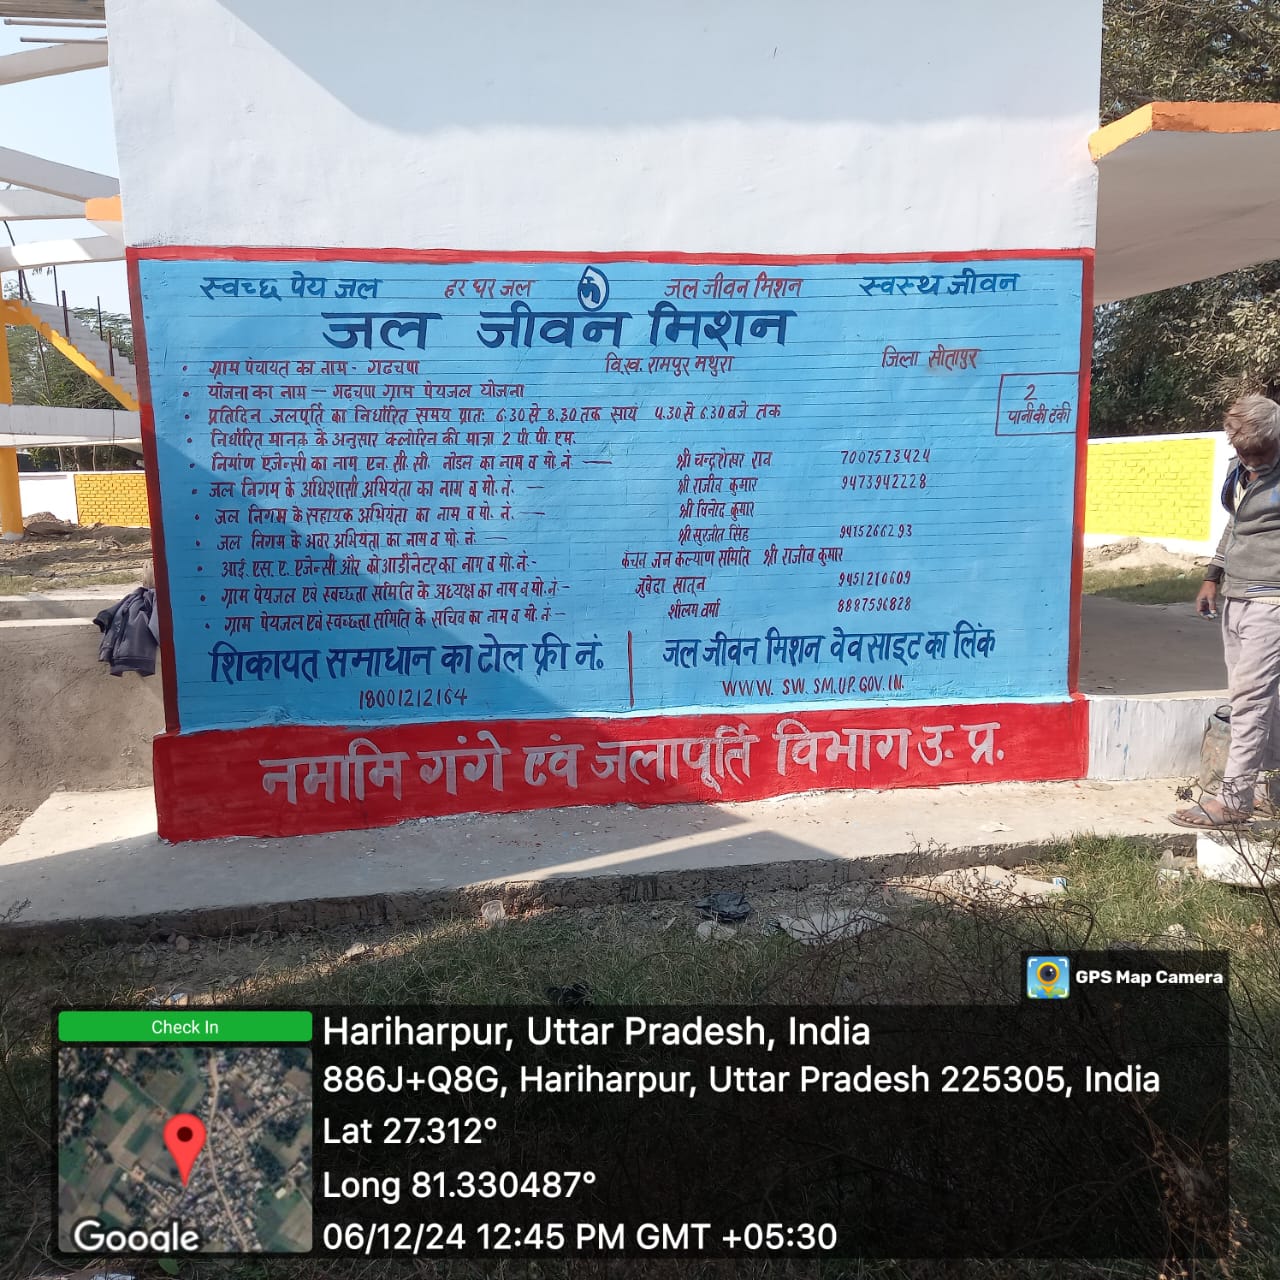 स्वच्छ पेय जल हर घर जल जल जीवन मिशन स्वस्थ जीवन
जल जीवन मिशन
• ग्राम पंचायत का नाम - गढचपा वि.ख. रामपुर मथुरा जिला सीतापुर
• योजना का नाम - गढ़चपा ग्राम पेयजल योजना
• प्रतिदिन जलपूर्ति का निर्धारित समय प्रातः 6:30 से 8.30 तक सायं 4.30 से 6.30 बजे तक
2
पानी की टंकी
• निर्धारित मानक के अनुसार क्लोरिन की मात्रा 2 पी. पी. एम.
• निर्माण एजेन्सी का नाम एन. सी. सी. नोडल का नाम व मो. नं - श्री चन्द्रशेखर राव 7007573424
• जल निगम के अधिशासी अभियंता का नाम व मो. नं. - श्री राजीव कुमार 9473942228
• जल निगम के सहायक अभियंता का नाम व मो. नं. - श्री विनोद कुमार
• जल निगम के अवर अभियंता का नाम व मो. नं. - श्री सुरजीत सिंह 9415266293
• आई. एस. ए. एजेन्सी और कोआर्डीनेटर का नाम व मो. नं:- कंचन जन कल्याण समिति श्री राजीव कुमार
• ग्राम पेयजल एवं स्वच्छता समिति के अध्यक्ष का नाम व मो. नं:- जुबेदा खातून 9451210609
• ग्राम पेयजल एवं स्वच्छता समिति के सचिव का नाम व मो. नं - शीलम वर्मा 8887596828
शिकायत समाधान का टोल फ्री नं. जल जीवन मिशन वेवसाइट का लिंक
18001212164 WWW. SW. SM.UP.GOV.IN.
नमामि गंगे एवं जलापूर्ति विभाग उ. प्र.
GPS Map Camera
Check In
Hariharpur, Uttar Pradesh, India
886J+Q8G, Hariharpur, Uttar Pradesh 225305, India
Lat 27.312°
Long 81.330487°
06/12/24 12:45 PM GMT +05:30
Google